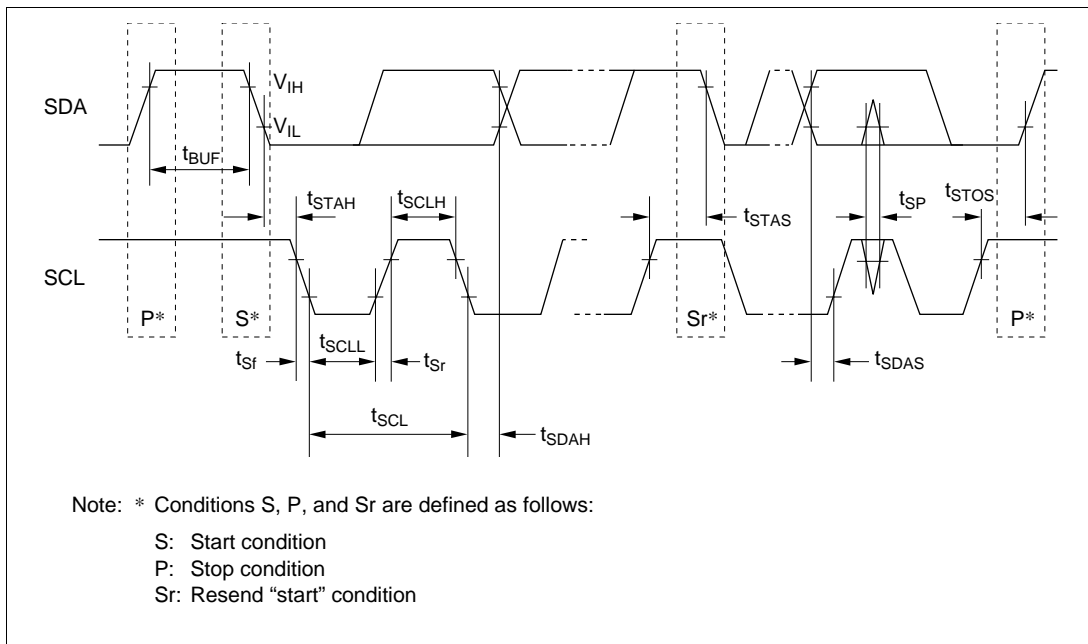 SDA
V_IH
V_IL
t_BUF
t_STAH
t_SCLH
t_STAS
t_SP
t_STOS
SCL
P*
S*
Sr*
P*
t_Sf
t_SCLL
t_Sr
t_SDAS
t_SCL
t_SDAH
Note: * Conditions S, P, and Sr are defined as follows:
S: Start condition
P: Stop condition
Sr: Resend “start” condition